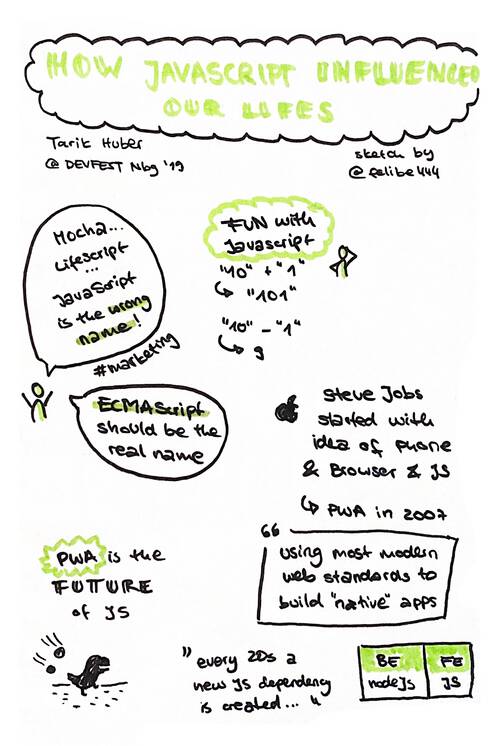 HOW JAVASCRIPT INFLUENCED
OUR LIFES
Tarik Huber
@ DEVFEST Nbg '19
sketch by
@felibe444
Mocha...
Lifescript
...
JavaScript
is the wrong
name!
#marketing
ECMAScript
should be the
real name
FUN with
Javascript
"10" + "1"
↳ "101"
"10" - "1"
↳ 9
Steve Jobs
started with
idea of Phone
& Browser & JS
↳ PWA in 2007
"using most modern
web standards to
build "native" apps
PWA is the
FUTURE
of JS
"every 20s a
new Js dependency
is created... "
BE
nodeJs
FE
JS